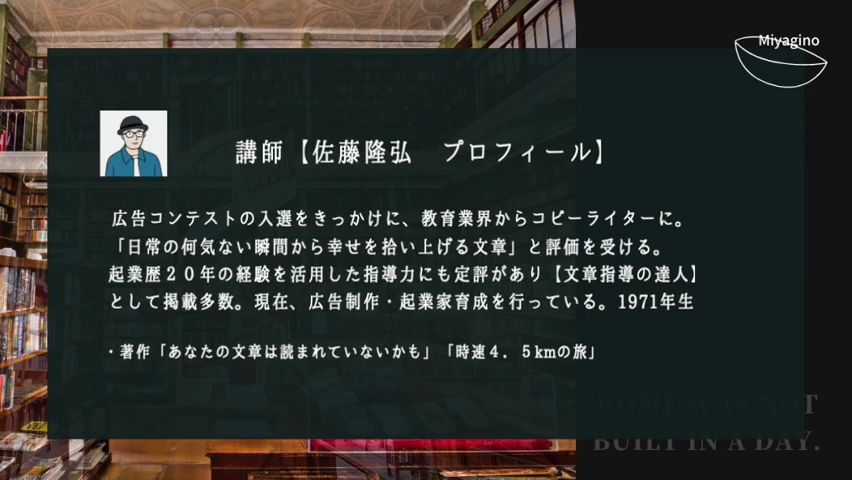 Miyagino
講師【佐藤隆弘　プロフィール】
広告コンテストの入選をきっかけに、教育業界からコピーライターに。
「日常の何気ない瞬間から幸せを拾い上げる文章」と評価を受ける。
起業歴２０年の経験を活用した指導力にも定評があり【文章指導の達人】
として掲載多数。現在、広告制作・起業家育成を行っている。1971年生
・著作「あなたの文章は読まれていないかも」「時速４．５kmの旅」
ROME WAS NOT
BUILT IN A DAY.